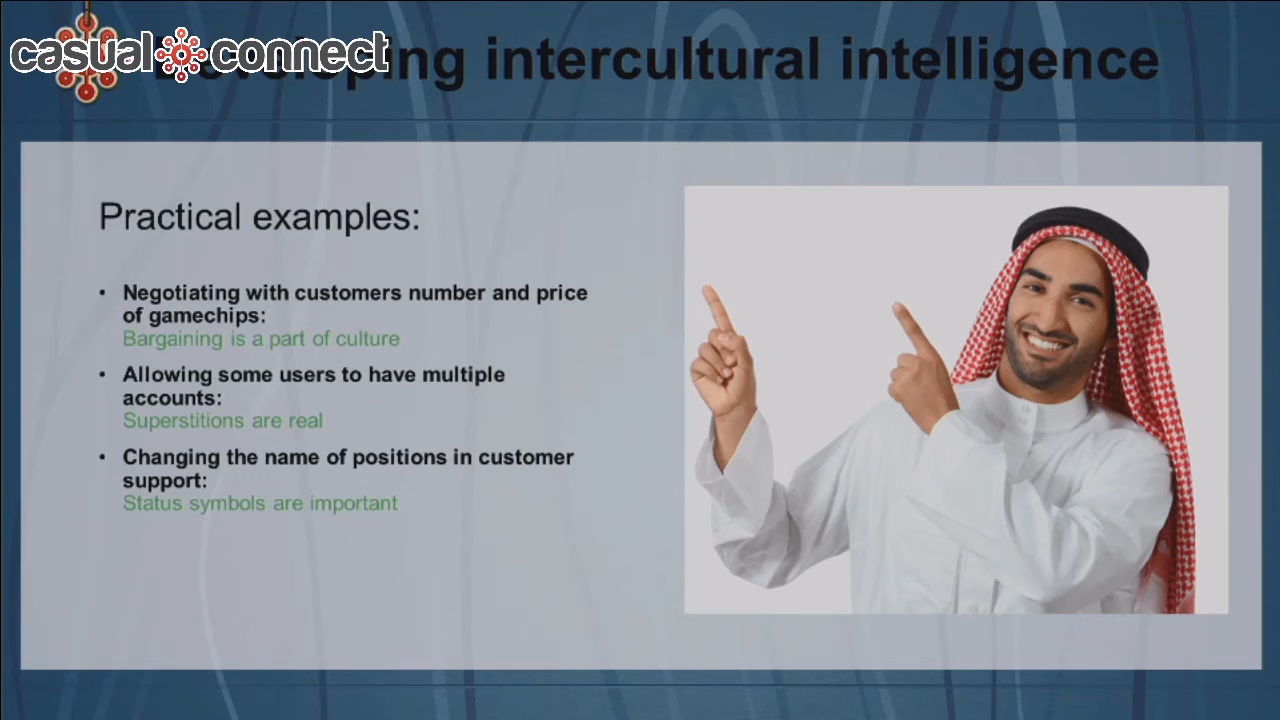 casual connect
Developing intercultural intelligence
Practical examples:
• Negotiating with customers number and price
of gamechips:
Bargaining is a part of culture
• Allowing some users to have multiple
accounts:
Superstitions are real
• Changing the name of positions in customer
support:
Status symbols are important